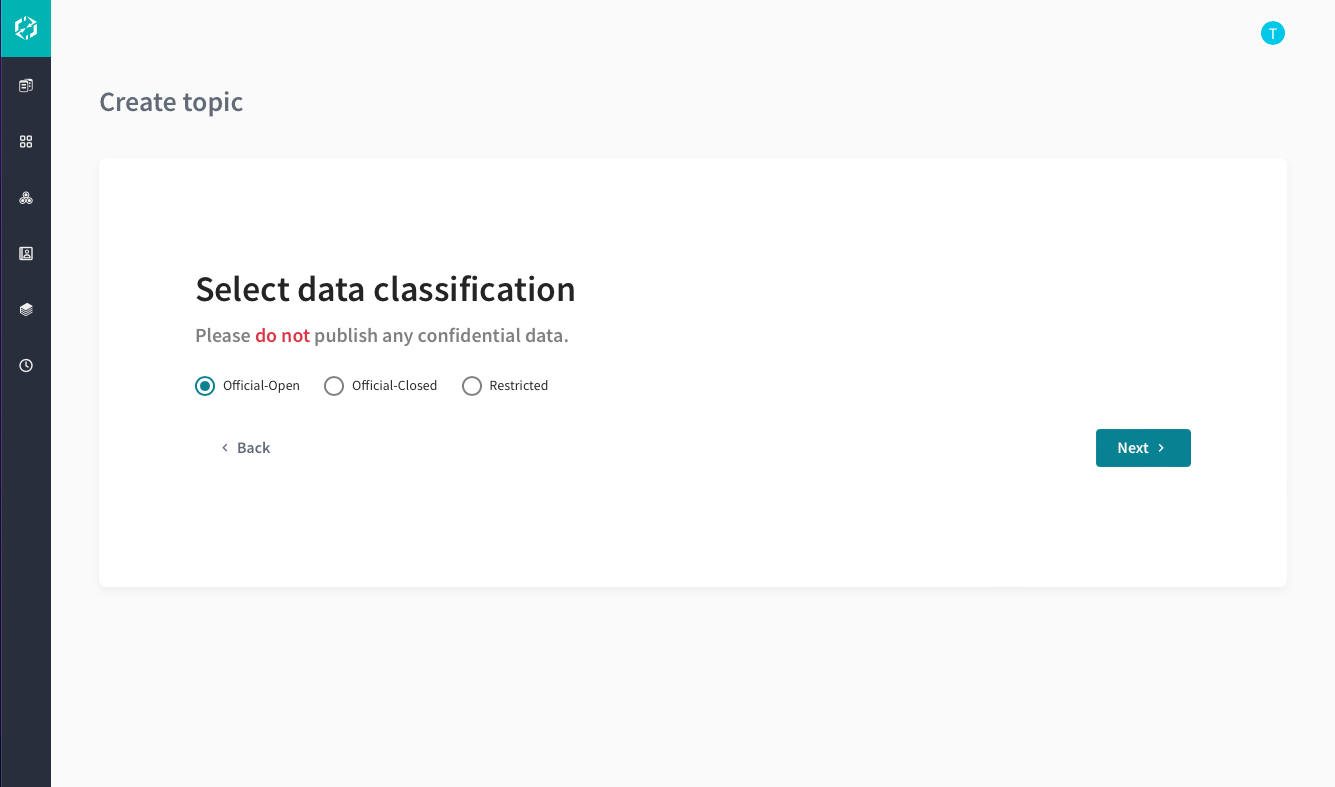 T
Create topic
Select data classification
Please do not publish any confidential data.
Official-Open Official-Closed Restricted
Back Next